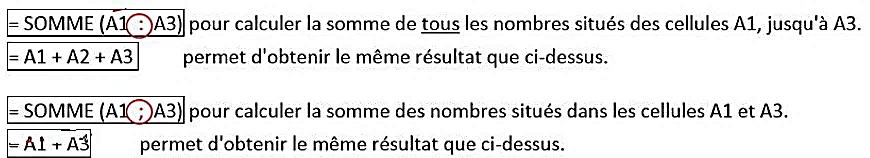 = SOMME (A1 : A3) pour calculer la somme de tous les nombres situés des cellules A1, jusqu'à A3.
= A1 + A2 + A3 permet d'obtenir le même résultat que ci-dessus.
= SOMME (A1 ; A3) pour calculer la somme des nombres situés dans les cellules A1 et A3.
= A1 + A3 permet d'obtenir le même résultat que ci-dessus.